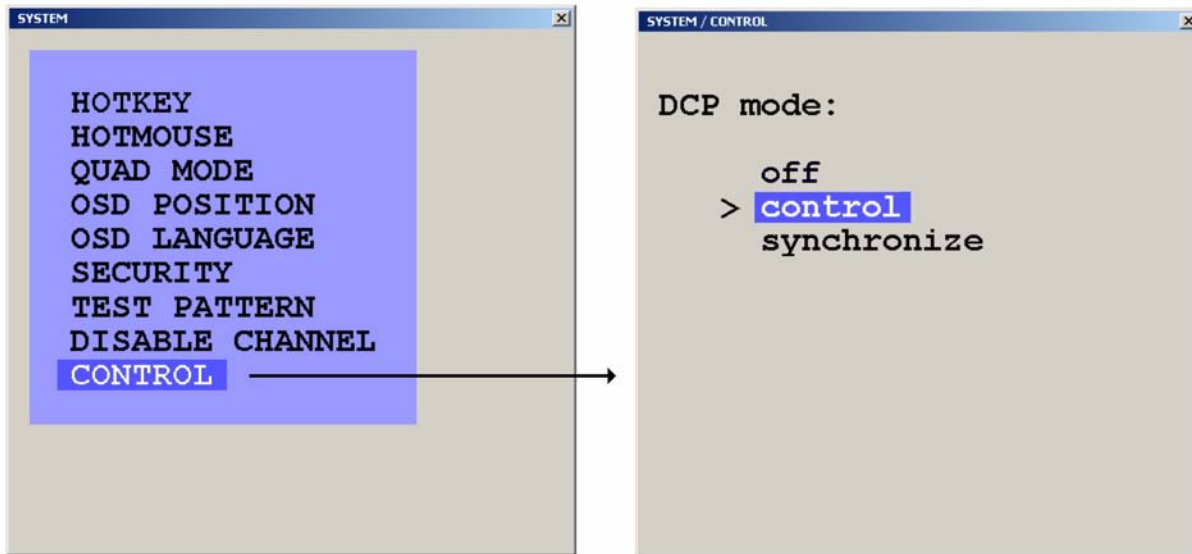 SYSTEM
HOTKEY
HOTMOUSE
QUAD MODE
OSD POSITION
OSD LANGUAGE
SECURITY
TEST PATTERN
DISABLE CHANNEL
CONTROL
SYSTEM / CONTROL
DCP mode:
off
> control
synchronize